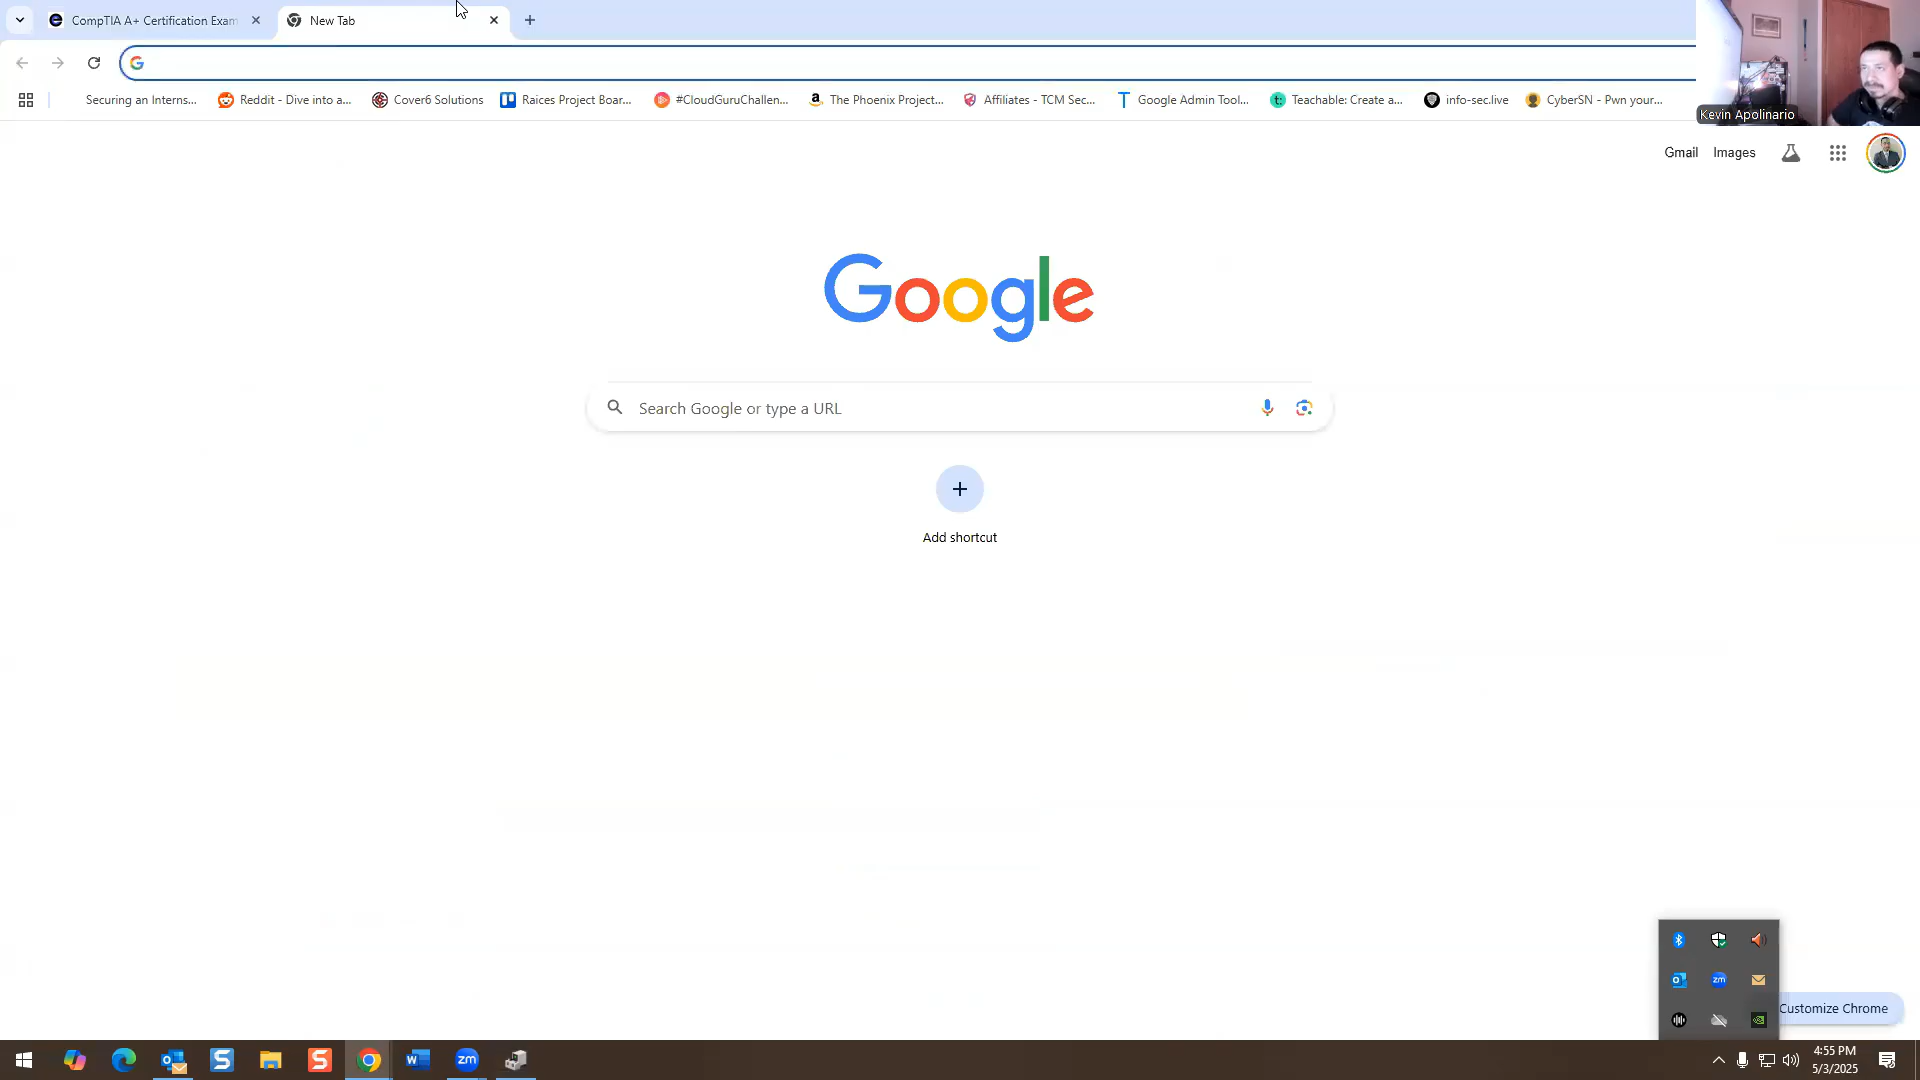 CompTIA A+ Certification Exam
New Tab
Securing an Interns...
Reddit - Dive into a...
Cover6 Solutions
Raices Project Boar...
#CloudGuruChallen...
The Phoenix Project...
Affiliates - TCM Sec...
Google Admin Tool...
Teachable: Create a...
info-sec.live
CyberSN - Pwn your...
Kevin Apolinario
Gmail
Images
Google
Search Google or type a URL
Add shortcut
Customize Chrome
zm
zm
4:55 PM
5/3/2025